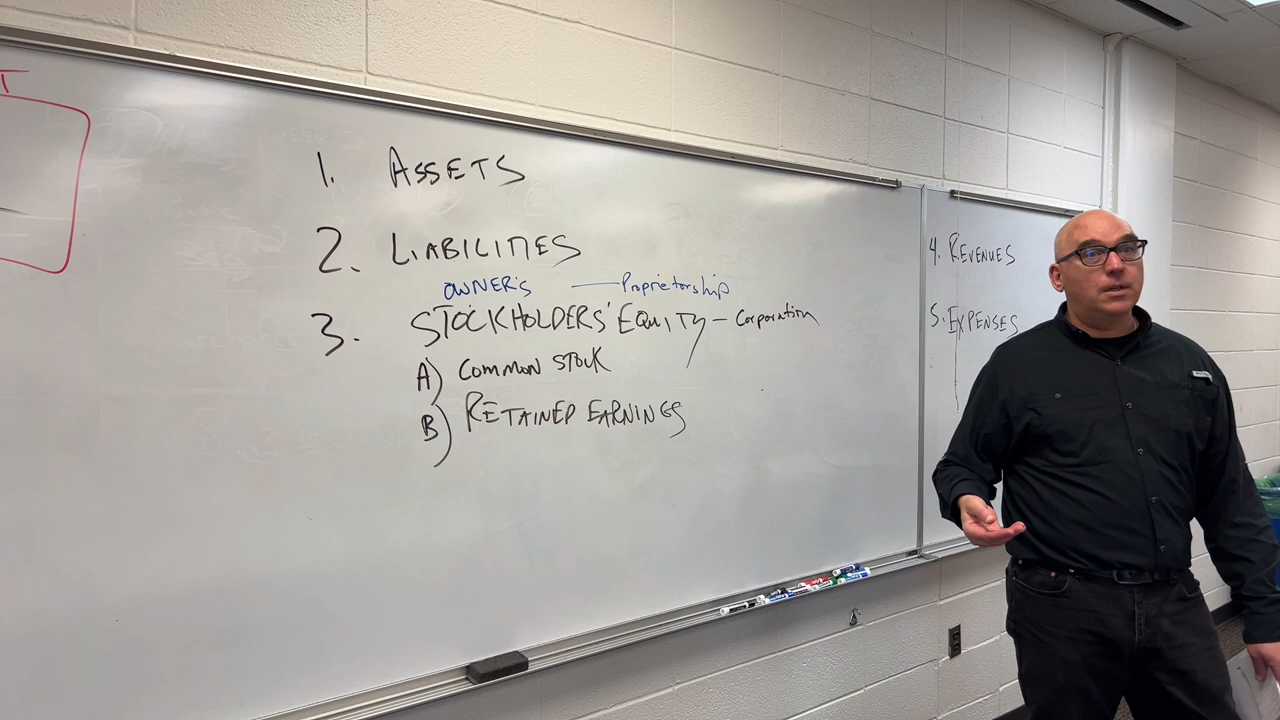 T
1. ASSETS
2. LIABILITIES
OWNER'S — Proprietorship
3. STOCKHOLDERS' EQUITY – Corporation
A) COMMON STOCK
B) RETAINED EARNINGS
4. REVENUES
5. EXPENSES